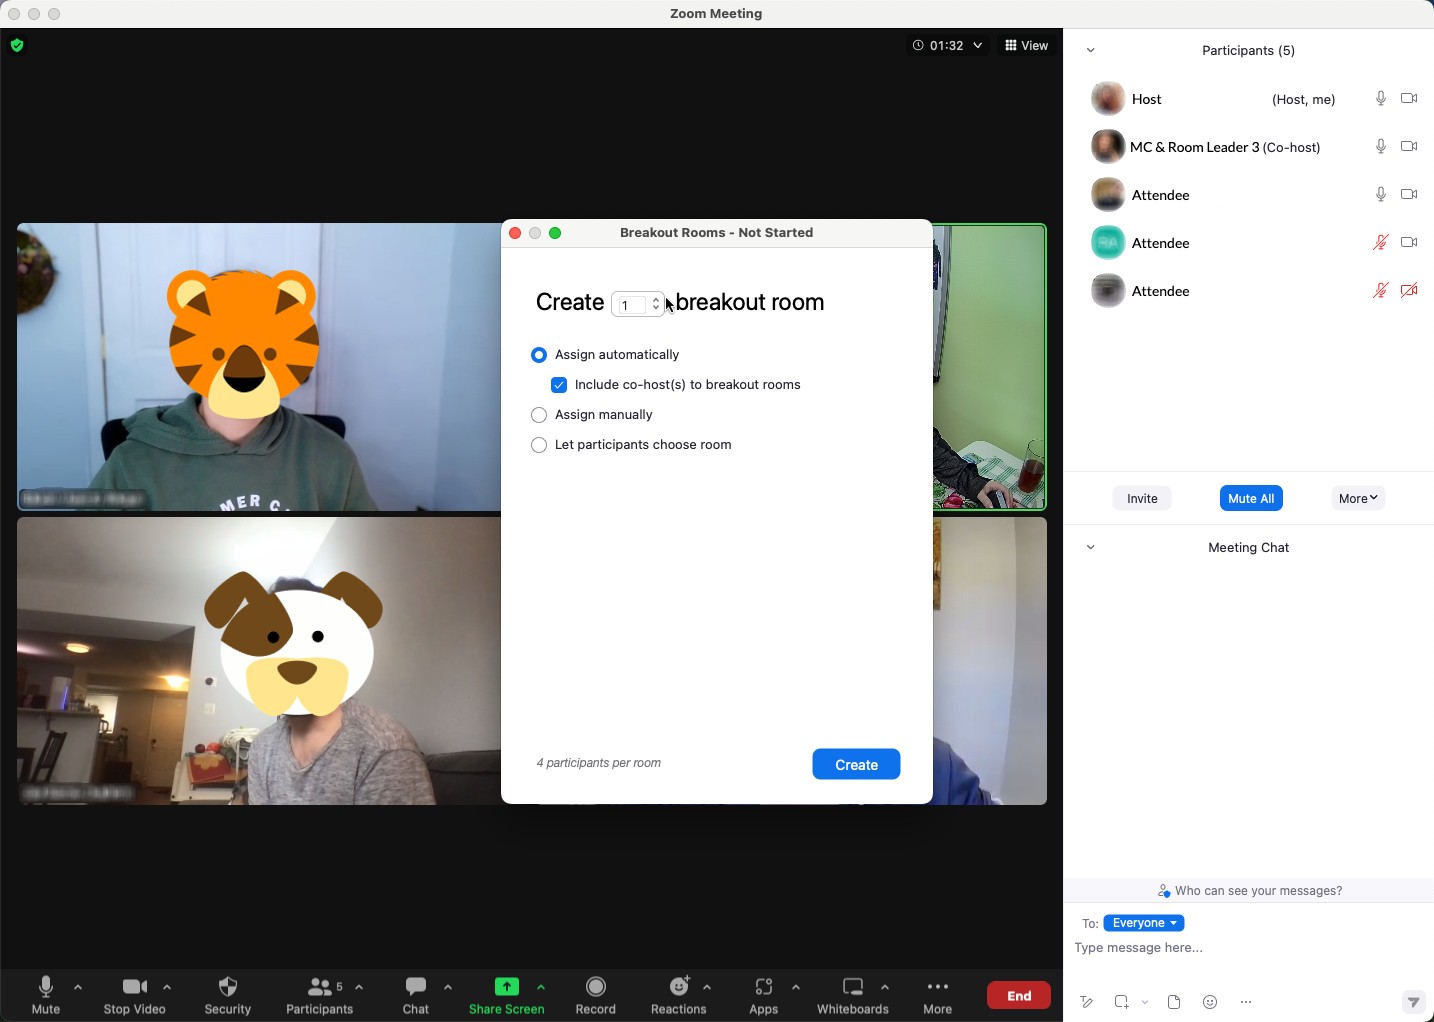 Zoom Meeting
01:32
View
Participants (5)
Host (Host, me)
MC & Room Leader 3 (Co-host)
Attendee
RA
Attendee
Attendee
Invite
Mute All
More
Meeting Chat
Breakout Rooms - Not Started
Create 1 breakout room
Assign automatically
Include co-host(s) to breakout rooms
Assign manually
Let participants choose room
4 participants per room
Create
MER C
Who can see your messages?
To: Everyone
Type message here...
Mute
Stop Video
Security
5
Participants
Chat
Share Screen
Record
Reactions
Apps
Whiteboards
More
End